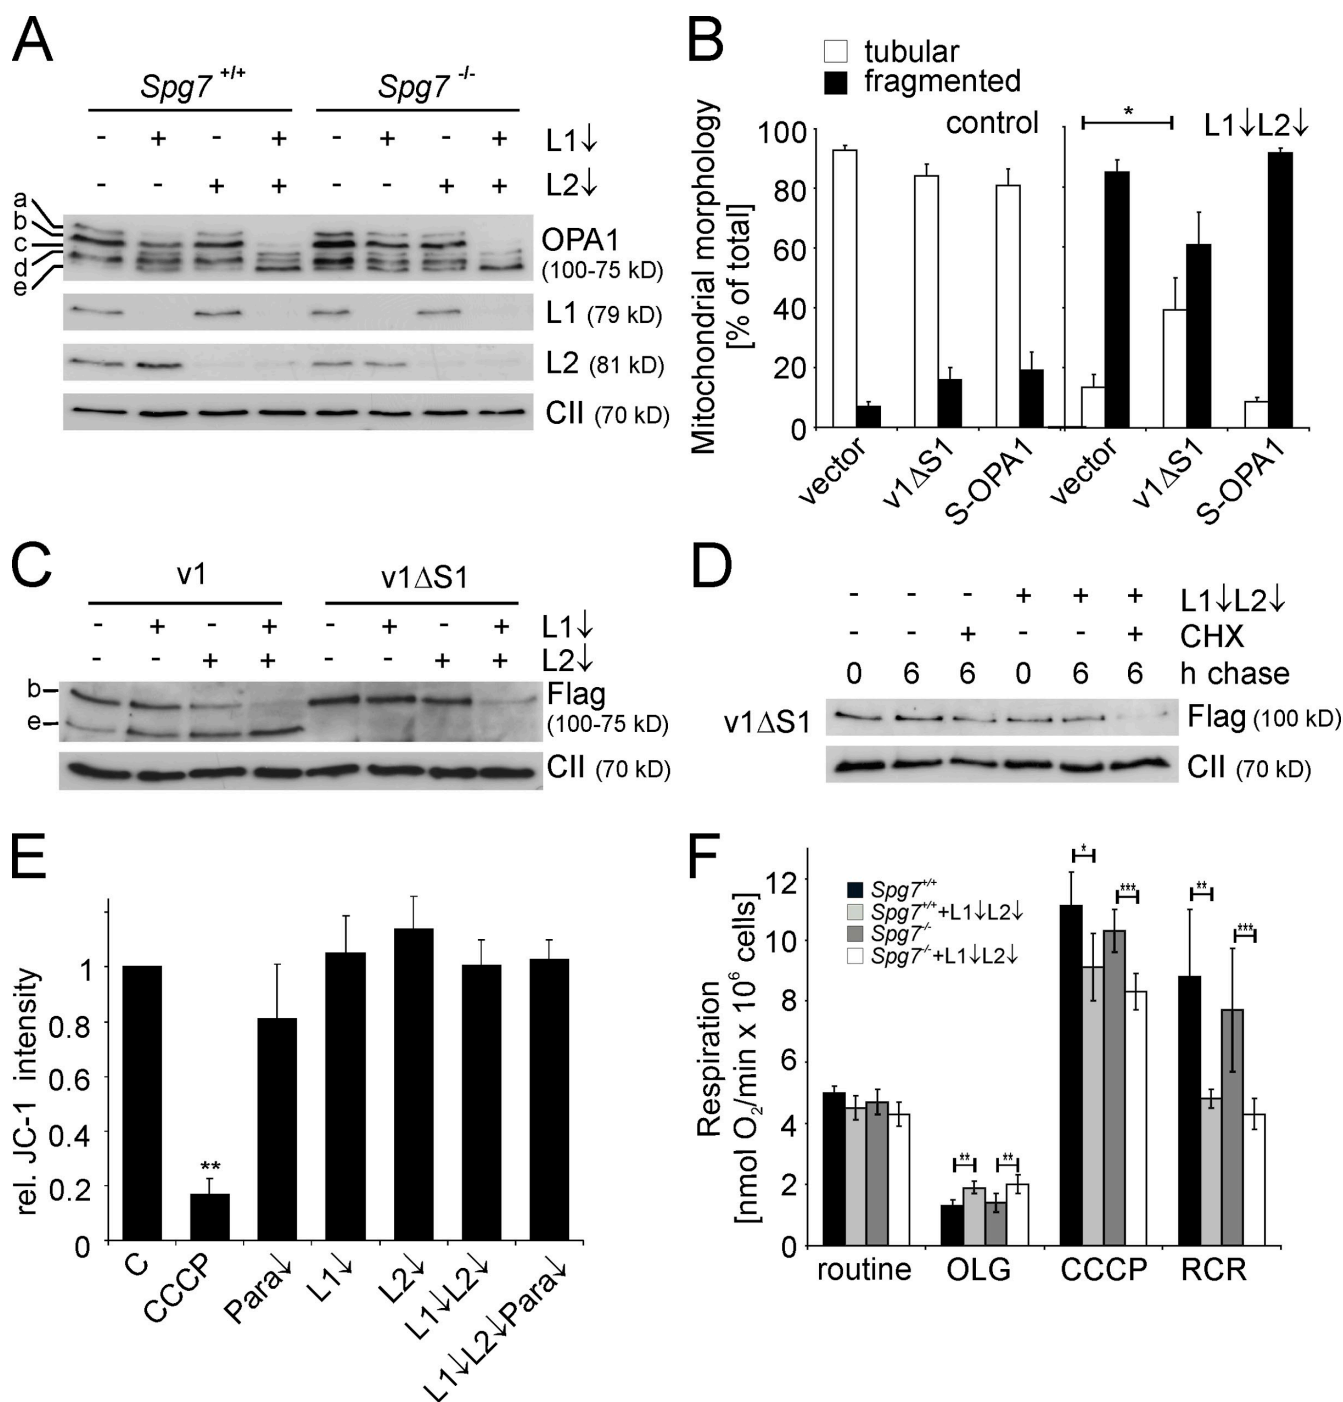 A
Spg7 +/+ Spg7 -/-
- + - + - + - + L1↓
- - + + - - + + L2↓
a
b
c
d
e
OPA1
(100-75 kD)
L1 (79 kD)
L2 (81 kD)
CII (70 kD)
B
tubular
fragmented
control
*
L1↓L2↓
Mitochondrial morphology
[% of total]
100
80
60
40
20
0
vector
v1ΔS1
S-OPA1
vector
v1ΔS1
S-OPA1
C
v1 v1ΔS1
- + - + - + - + L1↓
- - + + - - + + L2↓
b
e
Flag
(100-75 kD)
CII (70 kD)
D
- - - + + + L1↓L2↓
- - + - - + CHX
0 6 6 0 6 6 h chase
v1ΔS1
Flag (100 kD)
CII (70 kD)
E
rel. JC-1 intensity
1
0.8
0.6
0.4
0.2
0
**
C
CCCP
Para↓
L1↓
L2↓
L1↓L2↓
L1↓L2↓Para↓
F
Respiration
[nmol O2/min x 10⁶ cells]
12
10
8
6
4
2
0
Spg7+/+
Spg7+/++L1↓L2↓
Spg7-/-
Spg7-/-+L1↓L2↓
** **
* ***
** ***
routine OLG CCCP RCR